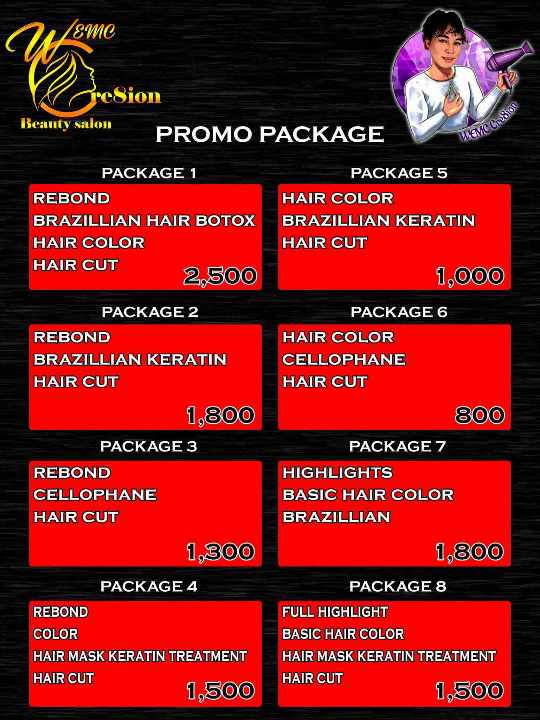 WEMC
Cre8ion
Beauty salon
WEMC Cre8ion
PROMO PACKAGE
PACKAGE 1
REBOND
BRAZILLIAN HAIR BOTOX
HAIR COLOR
HAIR CUT
2,500
PACKAGE 5
HAIR COLOR
BRAZILLIAN KERATIN
HAIR CUT
1,000
PACKAGE 2
REBOND
BRAZILLIAN KERATIN
HAIR CUT
1,800
PACKAGE 6
HAIR COLOR
CELLOPHANE
HAIR CUT
800
PACKAGE 3
REBOND
CELLOPHANE
HAIR CUT
1,300
PACKAGE 7
HIGHLIGHTS
BASIC HAIR COLOR
BRAZILLIAN
1,800
PACKAGE 4
REBOND
COLOR
HAIR MASK KERATIN TREATMENT
HAIR CUT
1,500
PACKAGE 8
FULL HIGHLIGHT
BASIC HAIR COLOR
HAIR MASK KERATIN TREATMENT
HAIR CUT
1,500